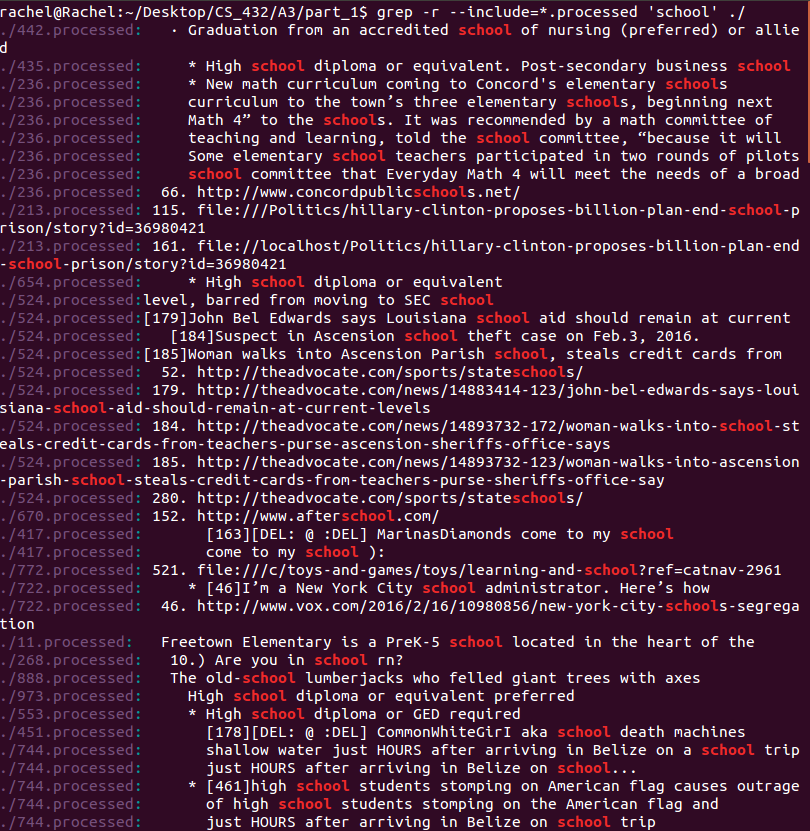 rachel@Rachel:~/Desktop/CS_432/A3/part_1$ grep -r --include=*.processed 'school' ./
./442.processed:   · Graduation from an accredited school of nursing (preferred) or allie
d
./435.processed:     * High school diploma or equivalent. Post-secondary business school
./236.processed:     * New math curriculum coming to Concord's elementary schools
./236.processed:     curriculum to the town’s three elementary schools, beginning next
./236.processed:     Math 4” to the schools. It was recommended by a math committee of
./236.processed:     teaching and learning, told the school committee, “because it will
./236.processed:     Some elementary school teachers participated in two rounds of pilots
./236.processed:     school committee that Everyday Math 4 will meet the needs of a broad
./236.processed:  66. http://www.concordpublicschools.net/
./213.processed: 115. file:///Politics/hillary-clinton-proposes-billion-plan-end-school-p
rison/story?id=36980421
./213.processed: 161. file://localhost/Politics/hillary-clinton-proposes-billion-plan-end
-school-prison/story?id=36980421
./654.processed:     * High school diploma or equivalent
./524.processed:level, barred from moving to SEC school
./524.processed:[179]John Bel Edwards says Louisiana school aid should remain at current
./524.processed:   [184]Suspect in Ascension school theft case on Feb.3, 2016.
./524.processed:[185]Woman walks into Ascension Parish school, steals credit cards from
./524.processed:  52. http://theadvocate.com/sports/stateschools/
./524.processed: 179. http://theadvocate.com/news/14883414-123/john-bel-edwards-says-loui
siana-school-aid-should-remain-at-current-levels
./524.processed: 184. http://theadvocate.com/news/14893732-172/woman-walks-into-school-st
eals-credit-cards-from-teachers-purse-ascension-sheriffs-office-says
./524.processed: 185. http://theadvocate.com/news/14893732-123/woman-walks-into-ascension
-parish-school-steals-credit-cards-from-teachers-purse-sheriffs-office-say
./524.processed: 280. http://theadvocate.com/sports/stateschools/
./670.processed: 152. http://www.afterschool.com/
./417.processed:       [163][DEL: @ :DEL] MarinasDiamonds come to my school
./417.processed:       come to my school ):
./772.processed: 521. file:///c/toys-and-games/toys/learning-and-school?ref=catnav-2961
./722.processed:     * [46]I’m a New York City school administrator. Here’s how
./722.processed:  46. http://www.vox.com/2016/2/16/10980856/new-york-city-schools-segrega
tion
./11.processed:   Freetown Elementary is a PreK-5 school located in the heart of the
./268.processed:   10.) Are you in school rn?
./888.processed:   The old-school lumberjacks who felled giant trees with axes
./973.processed:     High school diploma or equivalent preferred
./553.processed:     * High school diploma or GED required
./451.processed:       [178][DEL: @ :DEL] CommonWhiteGirI aka school death machines
./744.processed:       shallow water just HOURS after arriving in Belize on a school trip
./744.processed:       just HOURS after arriving in Belize on school...
./744.processed:     * [461]high school students stomping on American flag causes outrage
./744.processed:       of high school students stomping on the American flag and
./744.processed:       just HOURS after arriving in Belize on school trip